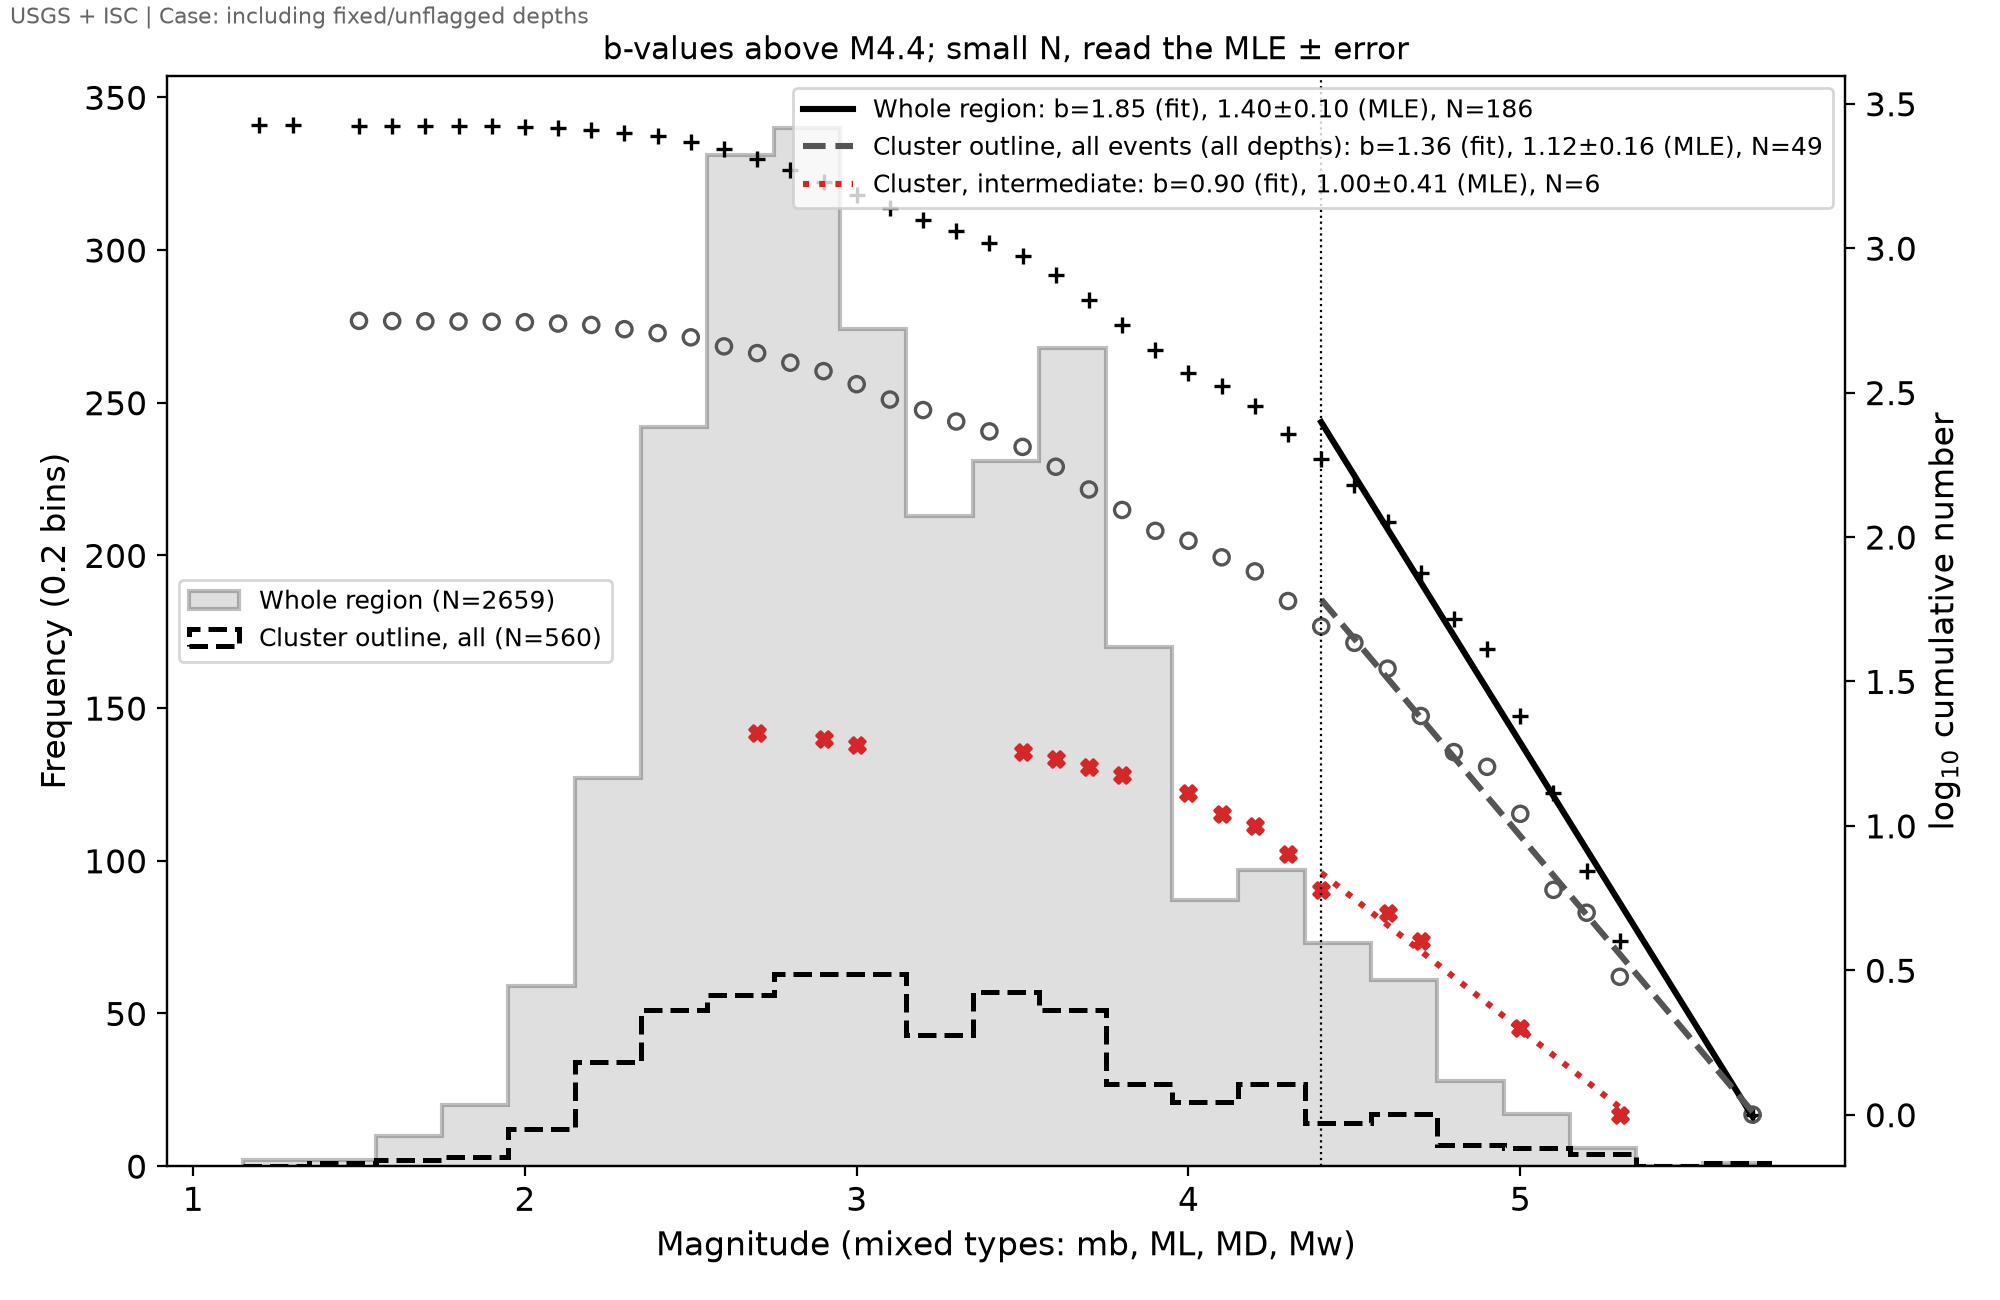 USGS + ISC | Case: including fixed/unflagged depths
b-values above M4.4; small N, read the MLE ± error
Whole region: b=1.85 (fit), 1.40±0.10 (MLE), N=186
Cluster outline, all events (all depths): b=1.36 (fit), 1.12±0.16 (MLE), N=49
Cluster, intermediate: b=0.90 (fit), 1.00±0.41 (MLE), N=6
Whole region (N=2659)
Cluster outline, all (N=560)
Frequency (0.2 bins)
350
300
250
200
150
100
50
0
3.5
3.0
2.5
2.0
1.5
1.0
0.5
0.0
log₁₀ cumulative number
1 2 3 4 5
Magnitude (mixed types: mb, ML, MD, Mw)